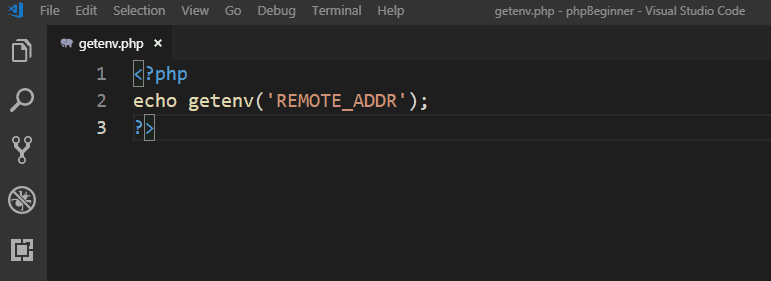 File Edit Selection View Go Debug Terminal Help getenv.php - phpBeginner - Visual Studio Code
getenv.php ×
1 <?php
2 echo getenv('REMOTE_ADDR');
3 ?>